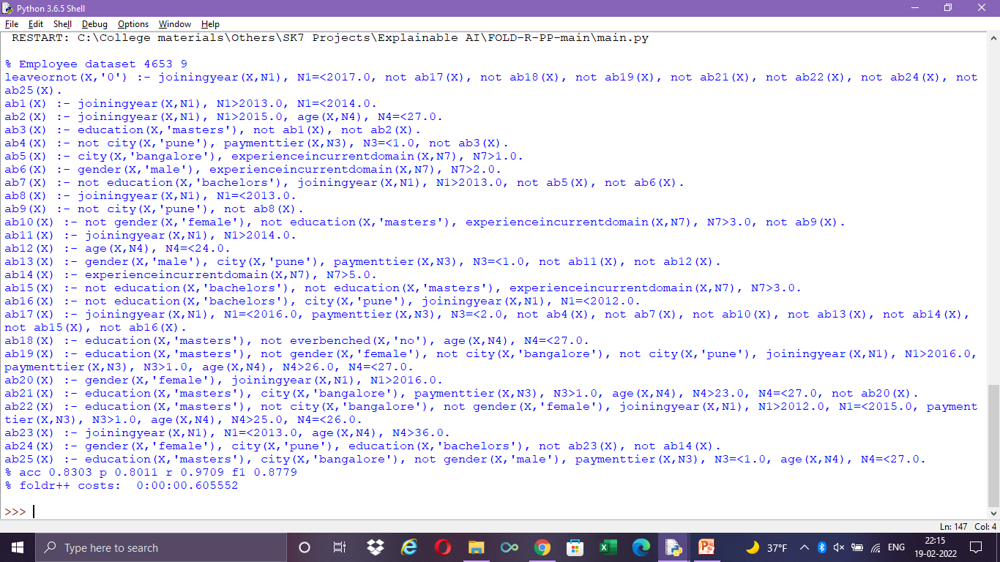 Python 3.6.5 Shell
File Edit Shell Debug Options Window Help
RESTART: C:\College materials\Others\SK7 Projects\Explainable AI\FOLD-R-PP-main\main.py
% Employee dataset 4653 9
leaveornot(X,'0') :- joiningyear(X,N1), N1=<2017.0, not ab17(X), not ab18(X), not ab19(X), not ab21(X), not ab22(X), not ab24(X), not
ab25(X).
ab1(X) :- joiningyear(X,N1), N1>2013.0, N1=<2014.0.
ab2(X) :- joiningyear(X,N1), N1>2015.0, age(X,N4), N4=<27.0.
ab3(X) :- education(X,'masters'), not ab1(X), not ab2(X).
ab4(X) :- not city(X,'pune'), paymenttier(X,N3), N3=<1.0, not ab3(X).
ab5(X) :- city(X,'bangalore'), experienceincurrentdomain(X,N7), N7>1.0.
ab6(X) :- gender(X,'male'), experienceincurrentdomain(X,N7), N7>2.0.
ab7(X) :- not education(X,'bachelors'), joiningyear(X,N1), N1>2013.0, not ab5(X), not ab6(X).
ab8(X) :- joiningyear(X,N1), N1=<2013.0.
ab9(X) :- not city(X,'pune'), not ab8(X).
ab10(X) :- not gender(X,'female'), not education(X,'masters'), experienceincurrentdomain(X,N7), N7>3.0, not ab9(X).
ab11(X) :- joiningyear(X,N1), N1>2014.0.
ab12(X) :- age(X,N4), N4=<24.0.
ab13(X) :- gender(X,'male'), city(X,'pune'), paymenttier(X,N3), N3=<1.0, not ab11(X), not ab12(X).
ab14(X) :- experienceincurrentdomain(X,N7), N7>5.0.
ab15(X) :- not education(X,'bachelors'), not education(X,'masters'), experienceincurrentdomain(X,N7), N7>3.0.
ab16(X) :- not education(X,'bachelors'), city(X,'pune'), joiningyear(X,N1), N1=<2012.0.
ab17(X) :- joiningyear(X,N1), N1=<2016.0, paymenttier(X,N3), N3=<2.0, not ab4(X), not ab7(X), not ab10(X), not ab13(X), not ab14(X),
not ab15(X), not ab16(X).
ab18(X) :- education(X,'masters'), not everbenched(X,'no'), age(X,N4), N4=<27.0.
ab19(X) :- education(X,'masters'), not gender(X,'female'), not city(X,'bangalore'), not city(X,'pune'), joiningyear(X,N1), N1>2016.0,
paymenttier(X,N3), N3>1.0, age(X,N4), N4>26.0, N4=<27.0.
ab20(X) :- gender(X,'female'), joiningyear(X,N1), N1>2016.0.
ab21(X) :- education(X,'masters'), city(X,'bangalore'), paymenttier(X,N3), N3>1.0, age(X,N4), N4>23.0, N4=<27.0, not ab20(X).
ab22(X) :- education(X,'masters'), not city(X,'bangalore'), not gender(X,'female'), joiningyear(X,N1), N1>2012.0, N1=<2015.0, payment
tier(X,N3), N3>1.0, age(X,N4), N4>25.0, N4=<26.0.
ab23(X) :- joiningyear(X,N1), N1=<2013.0, age(X,N4), N4>36.0.
ab24(X) :- gender(X,'female'), city(X,'pune'), education(X,'bachelors'), not ab23(X), not ab14(X).
ab25(X) :- education(X,'masters'), city(X,'bangalore'), not gender(X,'male'), paymenttier(X,N3), N3=<1.0, age(X,N4), N4=<27.0.
% acc 0.8303 p 0.8011 r 0.9709 f1 0.8779
% foldr++ costs:  0:00:00.605552
>>>
Ln: 147 Col: 4
Type here to search
37°F
ENG
22:15
19-02-2022